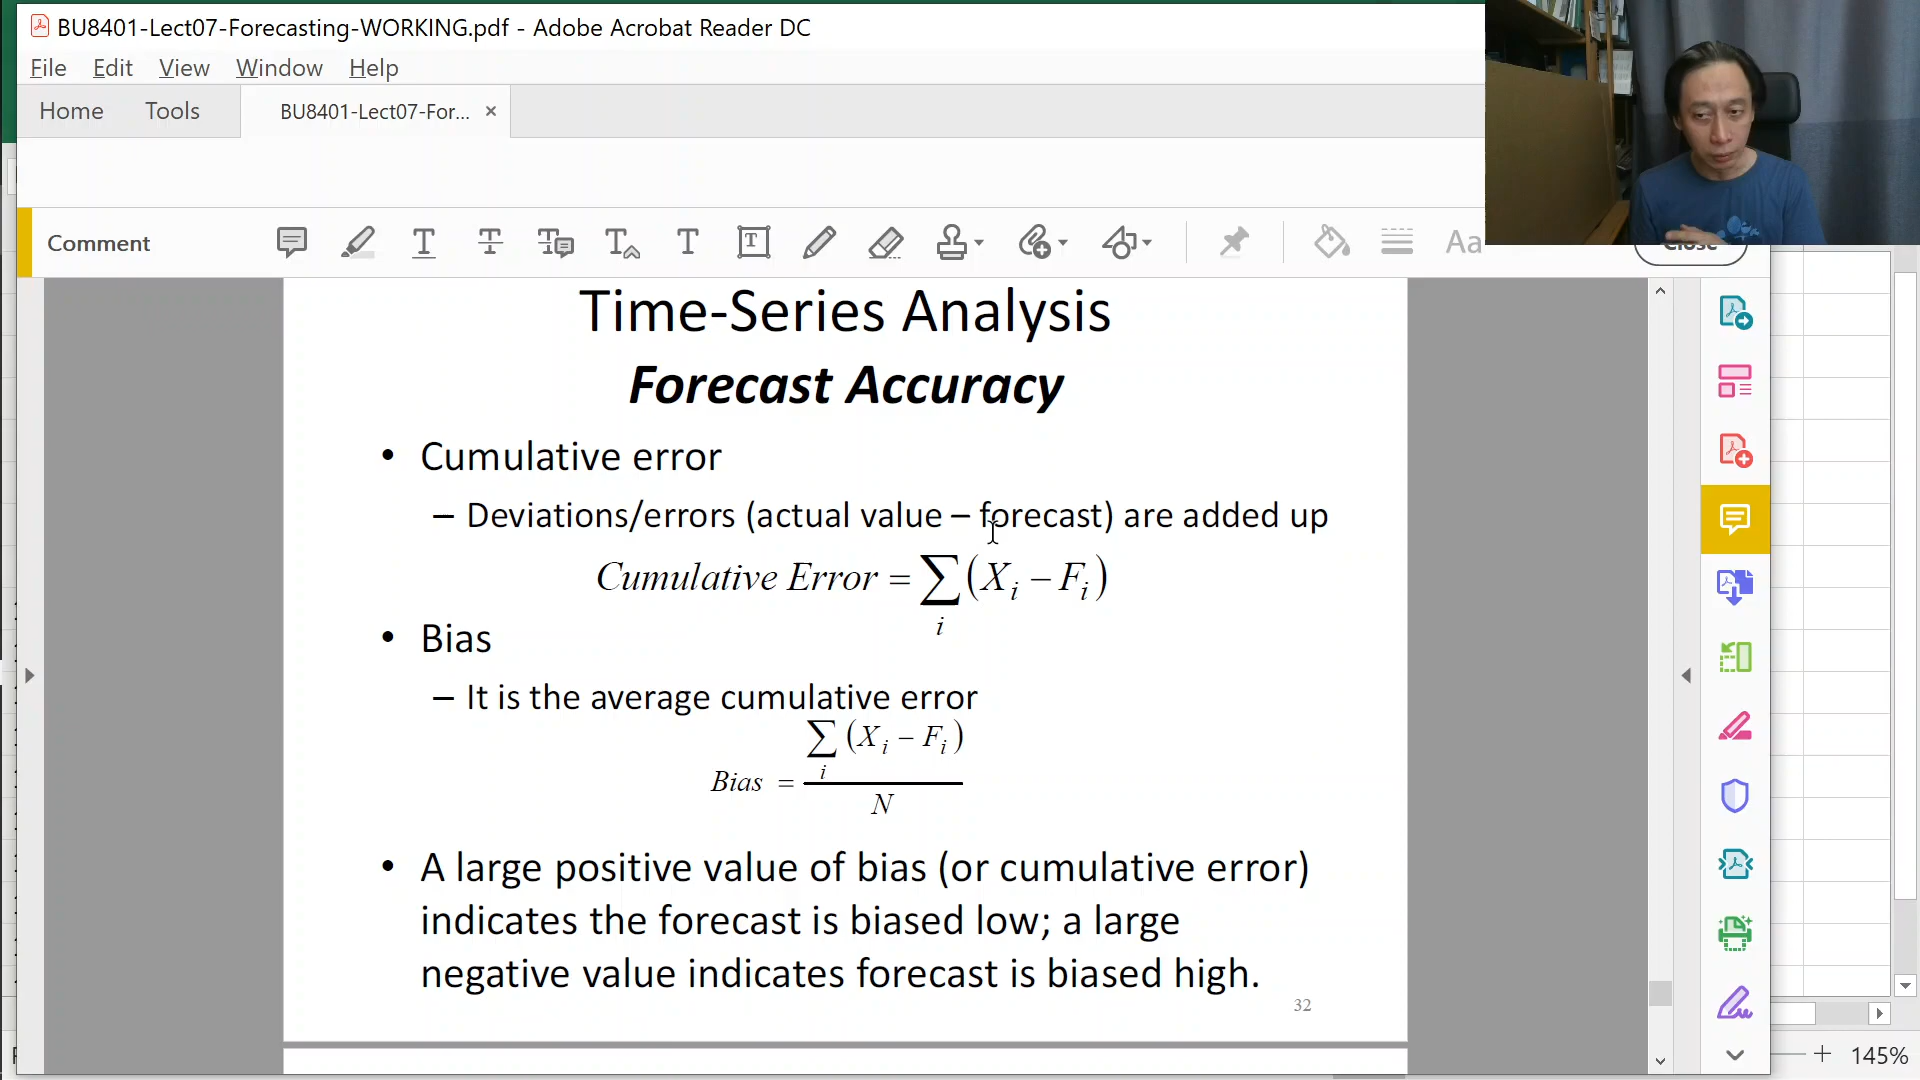 BU8401-Lect07-Forecasting-WORKING.pdf - Adobe Acrobat Reader DC
File Edit View Window Help
Home Tools BU8401-Lect07-For... ×
Comment
Aa
Close
Time-Series Analysis
Forecast Accuracy
• Cumulative error
– Deviations/errors (actual value – forecast) are added up
Cumulative Error = ∑ᵢ (Xᵢ − Fᵢ)
• Bias
– It is the average cumulative error
Bias = ∑ᵢ (Xᵢ − Fᵢ) / N
• A large positive value of bias (or cumulative error)
indicates the forecast is biased low; a large
negative value indicates forecast is biased high.
32
145%